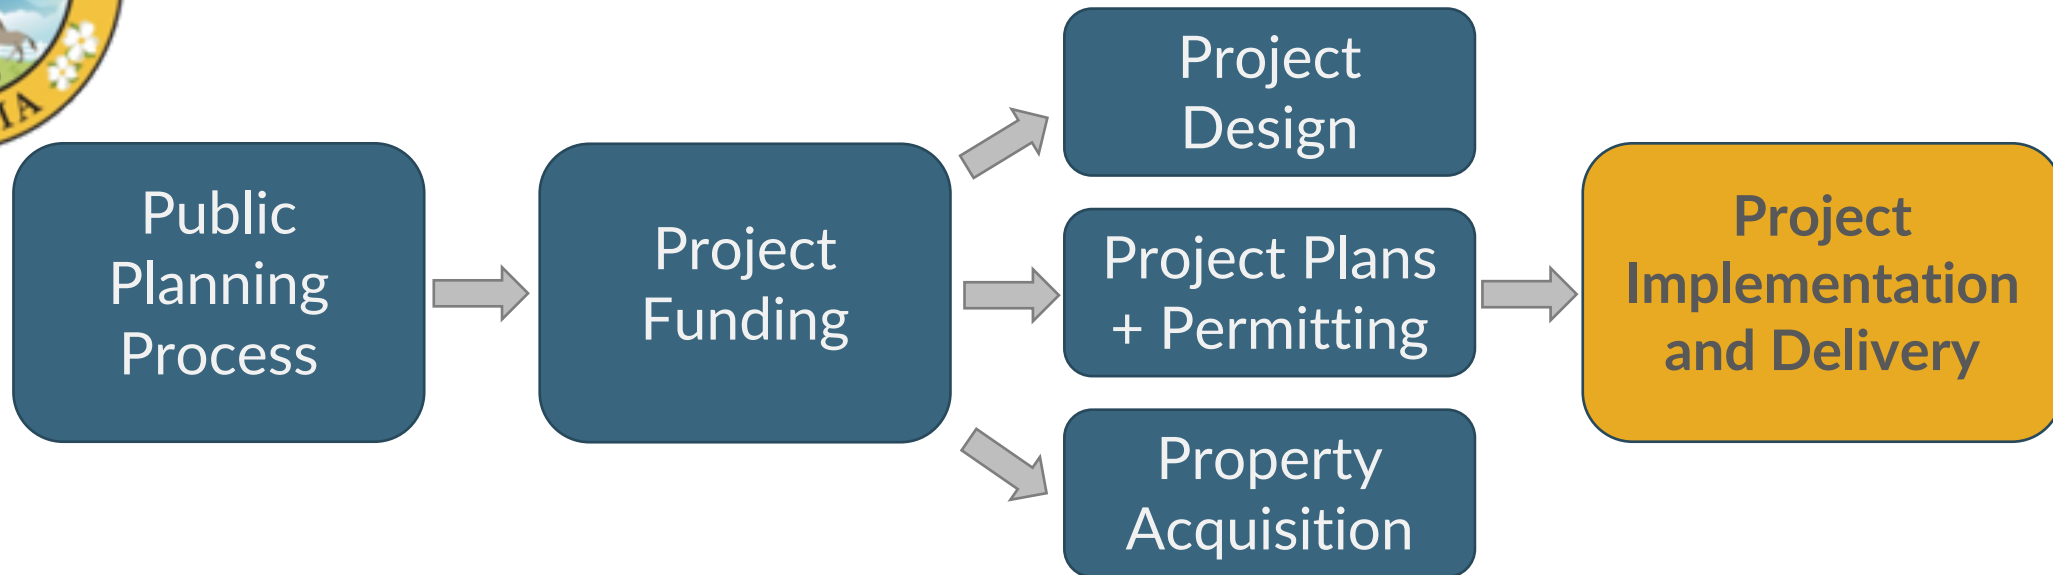 Public
Planning
Process
Project
Funding
Project
Design
Project Plans
+ Permitting
Property
Acquisition
Project
Implementation
and Delivery